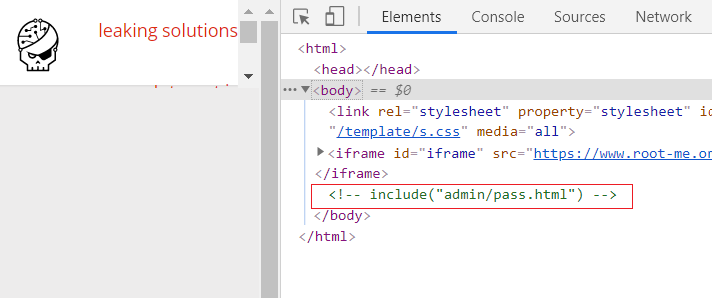 leaking solutions
Elements Console Sources Network
<html>
<head></head>
<body> == $0
<link rel="stylesheet" property="stylesheet" id
"/template/s.css" media="all">
<iframe id="iframe" src="https://www.root-me.or
</iframe>
<!-- include("admin/pass.html") -->
</body>
</html>